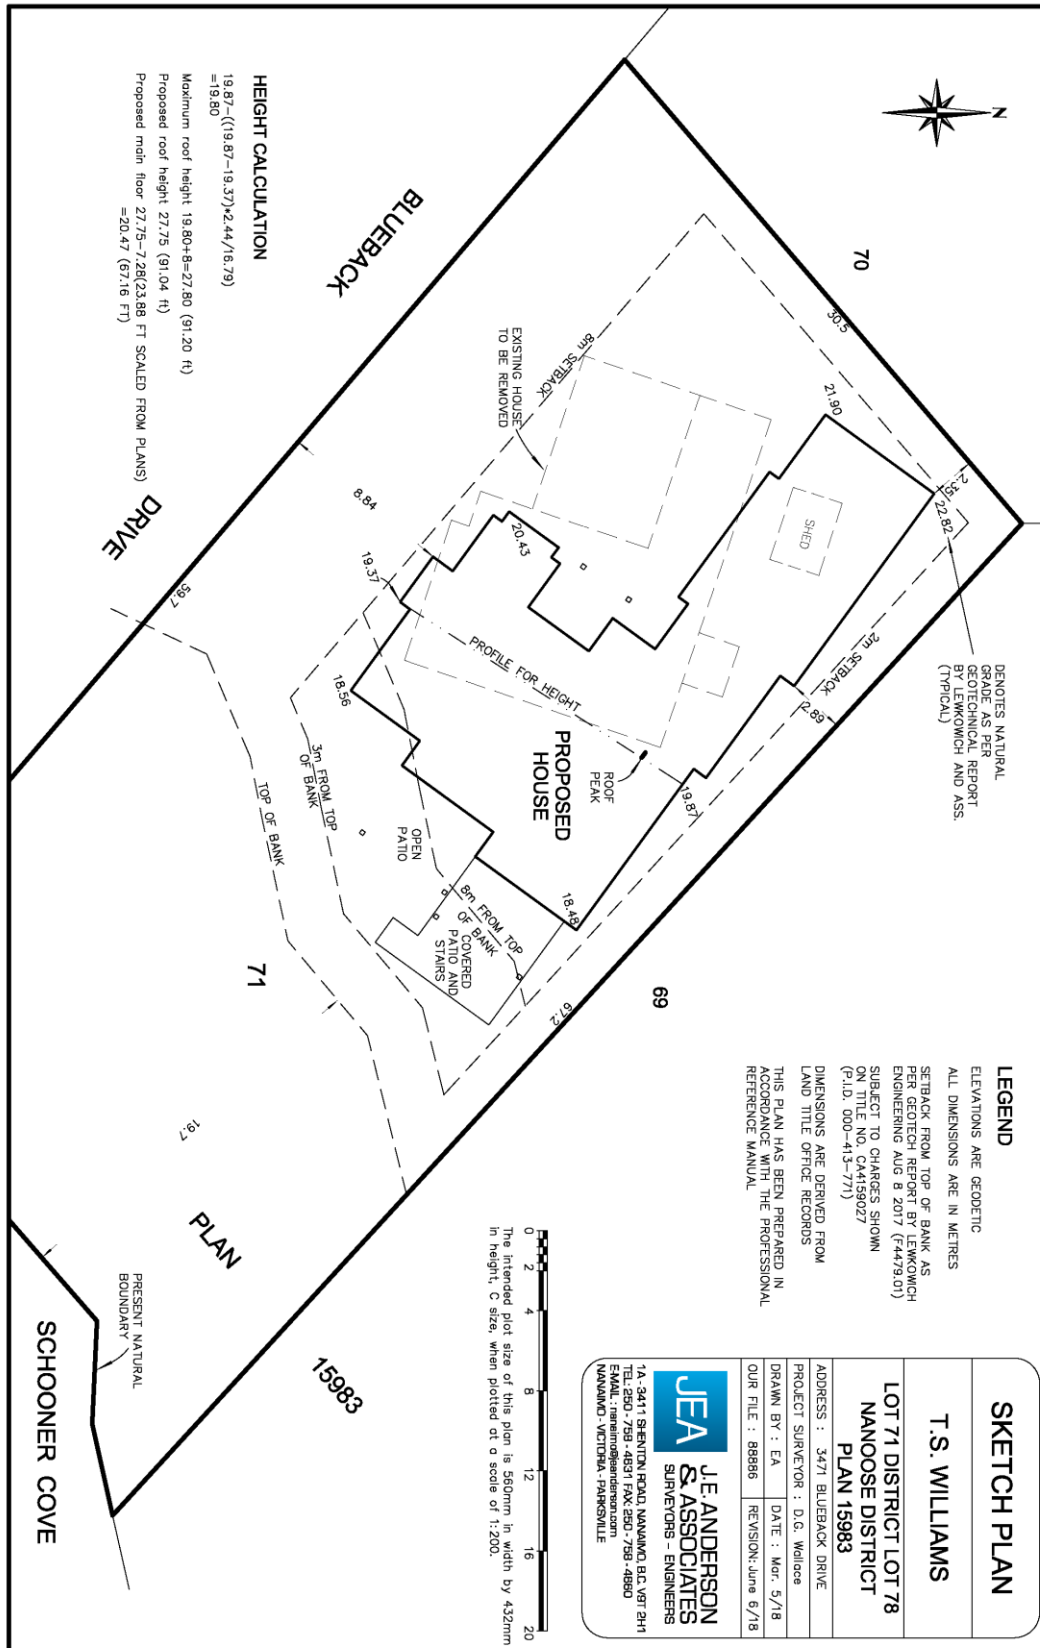 SKETCH PLAN
T.S. WILLIAMS
LOT 71 DISTRICT LOT 78
NANOOSE DISTRICT
PLAN 15983
ADDRESS : 3471 BLUEBACK DRIVE
PROJECT SURVEYOR : D.G. Wallace
DRAWN BY : EA
DATE : Mar. 5/18
OUR FILE : 88886
REVISION: June 6/18
JEA
J.E. ANDERSON
& ASSOCIATES
SURVEYORS - ENGINEERS
1A - 3411 SHENTON ROAD, NANAIMO, B.C. V9T 2H1
TEL: 250 - 758 - 4631 FAX: 250 - 758 - 4660
E-MAIL : nanaimo@jeanderson.com
NANAIMO - VICTORIA - PARKSVILLE
LEGEND
ELEVATIONS ARE GEODETIC
ALL DIMENSIONS ARE IN METRES
SETBACK FROM TOP OF BANK AS
PER GEOTECH REPORT BY LEWKOWICH
ENGINEERING AUG 8 2017 (F4479.01)
SUBJECT TO CHARGES SHOWN
ON TITLE NO. CA4159027
(P.I.D. 000-413-771)
DIMENSIONS ARE DERIVED FROM
LAND TITLE OFFICE RECORDS
THIS PLAN HAS BEEN PREPARED IN
ACCORDANCE WITH THE PROFESSIONAL
REFERENCE MANUAL
0 2 4 8 12 16 20
The intended plot size of this plan is 560mm in width by 432mm
in height, C size, when plotted at a scale of 1:200.
N
70
30.5
21.90
2.35
22.82
DENOTES NATURAL
GRADE AS PER
GEOTECHNICAL REPORT
BY LEWKOWICH AND ASS.
(TYPICAL)
SHED
2m SETBACK
2.89
8m SETBACK
EXISTING HOUSE
TO BE REMOVED
20.43
PROFILE FOR HEIGHT
ROOF
PEAK
19.87
PROPOSED
HOUSE
69
8.84
19.37
18.56
18.48
67.2
OPEN
PATIO
8m FROM TOP
OF BANK
COVERED
PATIO AND
STAIRS
3m FROM TOP
OF BANK
TOP OF BANK
BLUEBACK
DRIVE
59.7
71
19.7
PLAN
15983
PRESENT NATURAL
BOUNDARY
SCHOONER COVE
HEIGHT CALCULATION
19.87-((19.87-19.37)*2.44/16.79)
=19.80
Maximum roof height 19.80+8=27.80 (91.20 ft)
Proposed roof height 27.75 (91.04 ft)
Proposed main floor 27.75-7.28(23.88 FT SCALED FROM PLANS)
=20.47 (67.16 FT)